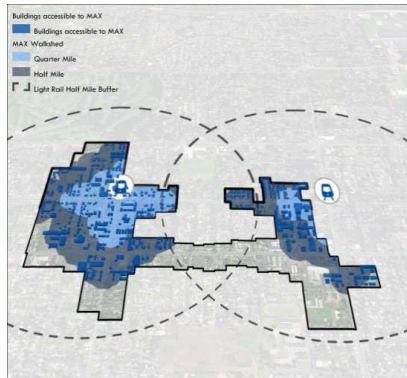 Buildings accessible to MAX
Buildings accessible to MAX
MAX Walkshed
Quarter Mile
Half Mile
Light Rail Half Mile Buffer